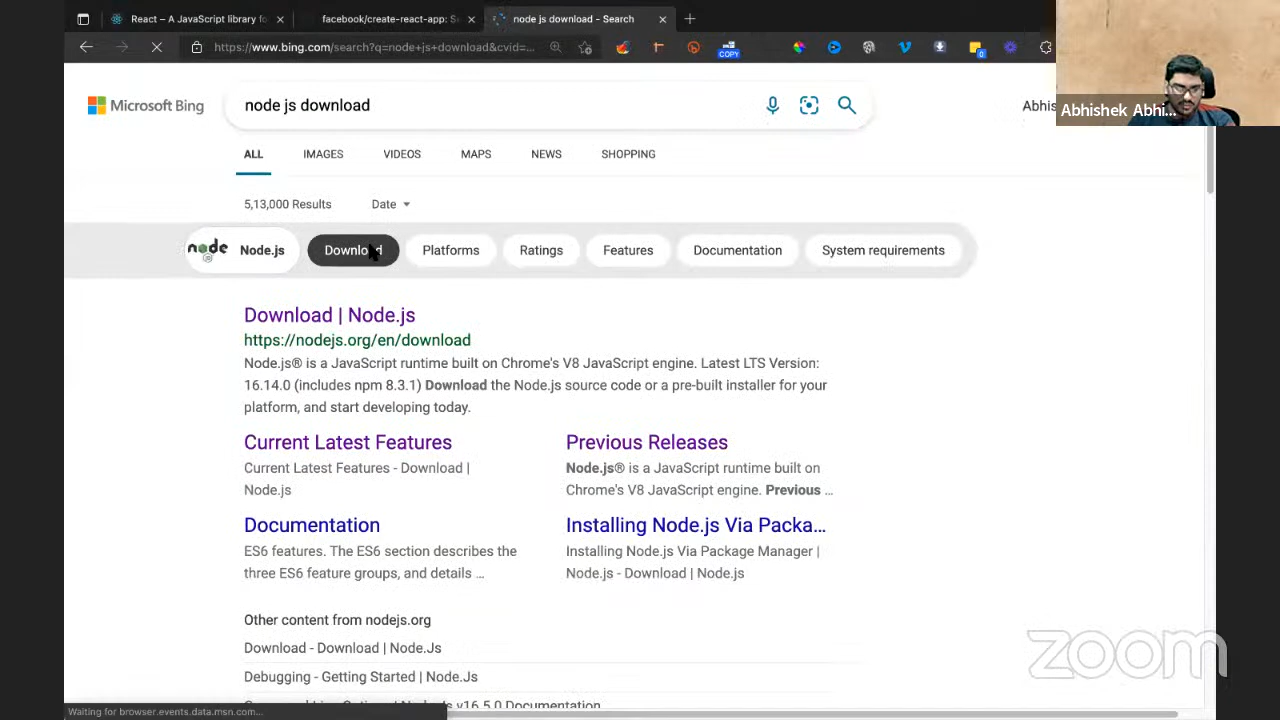 React – A JavaScript library fo
facebook/create-react-app: S
node js download - Search
https://www.bing.com/search?q=node+js+download&cvid=...
COPY
0
Microsoft Bing
node js download
Abhis
Abhishek Abhi...
ALL
IMAGES
VIDEOS
MAPS
NEWS
SHOPPING
5,13,000 Results
Date
node
Node.js
Download
Platforms
Ratings
Features
Documentation
System requirements
Download | Node.js
https://nodejs.org/en/download
Node.js® is a JavaScript runtime built on Chrome's V8 JavaScript engine. Latest LTS Version:
16.14.0 (includes npm 8.3.1) Download the Node.js source code or a pre-built installer for your
platform, and start developing today.
Current Latest Features
Current Latest Features - Download |
Node.js
Previous Releases
Node.js® is a JavaScript runtime built on
Chrome's V8 JavaScript engine. Previous ...
Documentation
ES6 features. The ES6 section describes the
three ES6 feature groups, and details ...
Installing Node.js Via Packa...
Installing Node.js Via Package Manager |
Node.js - Download | Node.js
Other content from nodejs.org
Download - Download | Node.Js
Debugging - Getting Started | Node.Js
v16.5.0 Documentation
Waiting for browser.events.data.msn.com...
zoom